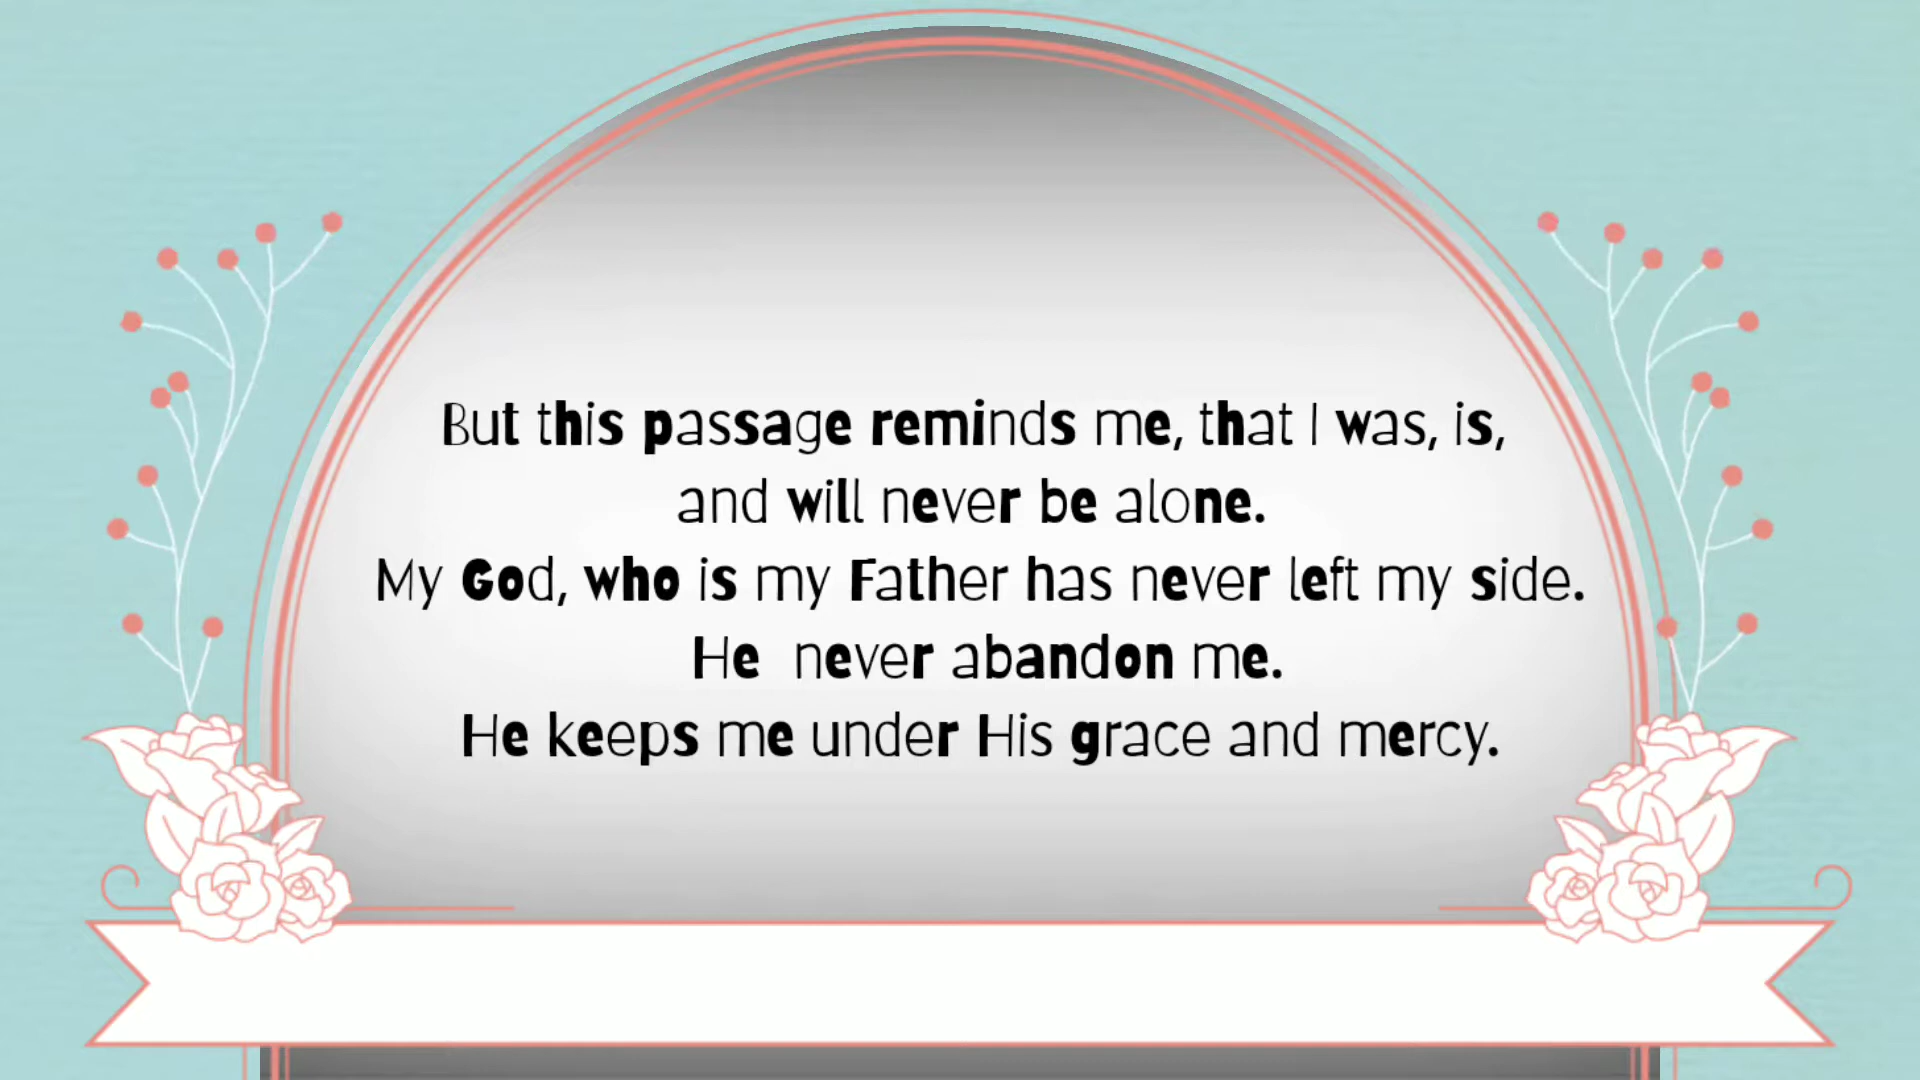 But this passage reminds me, that I was, is,
and will never be alone.
My God, who is my Father has never left my side.
He never abandon me.
He keeps me under His grace and mercy.